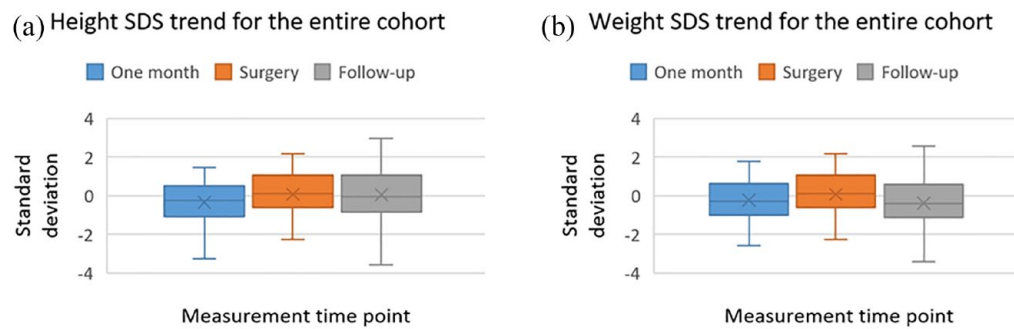 (a) Height SDS trend for the entire cohort
One month Surgery Follow-up
4
2
0
-2
-4
Standard
deviation
Measurement time point
(b) Weight SDS trend for the entire cohort
One month Surgery Follow-up
4
2
0
-2
-4
Standard
deviation
Measurement time point